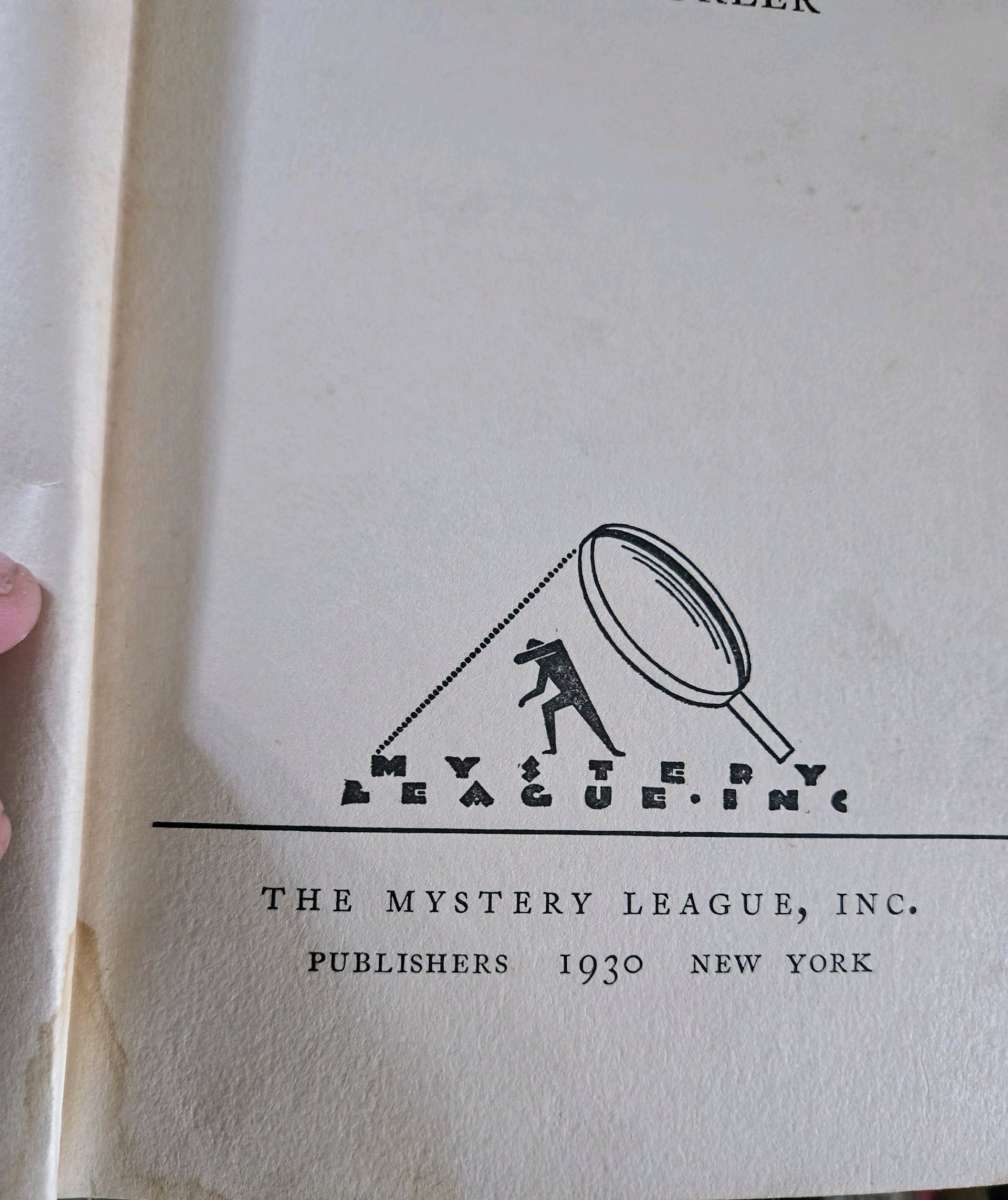 MYSTERY
LEAGUE·INC
THE MYSTERY LEAGUE, INC.
PUBLISHERS 1930 NEW YORK